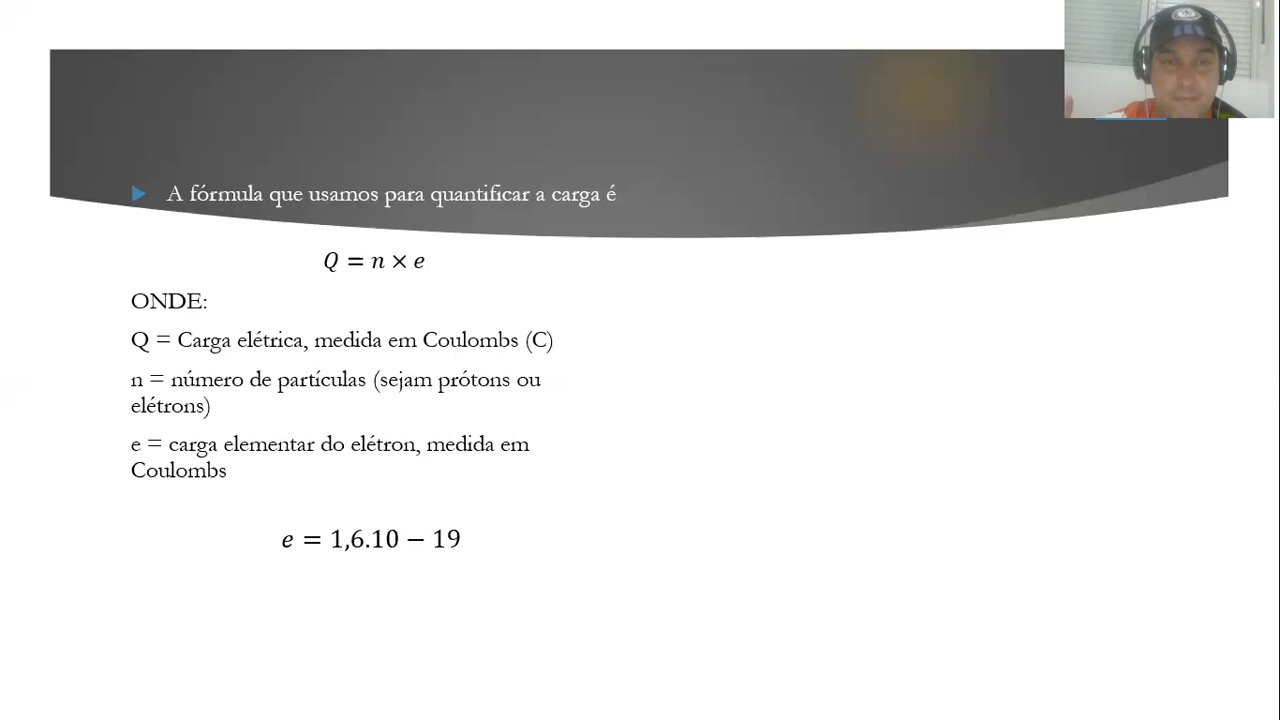 A fórmula que usamos para quantificar a carga é
Q = n × e
ONDE:
Q = Carga elétrica, medida em Coulombs (C)
n = número de partículas (sejam prótons ou
elétrons)
e = carga elementar do elétron, medida em
Coulombs
e = 1,6.10 − 19